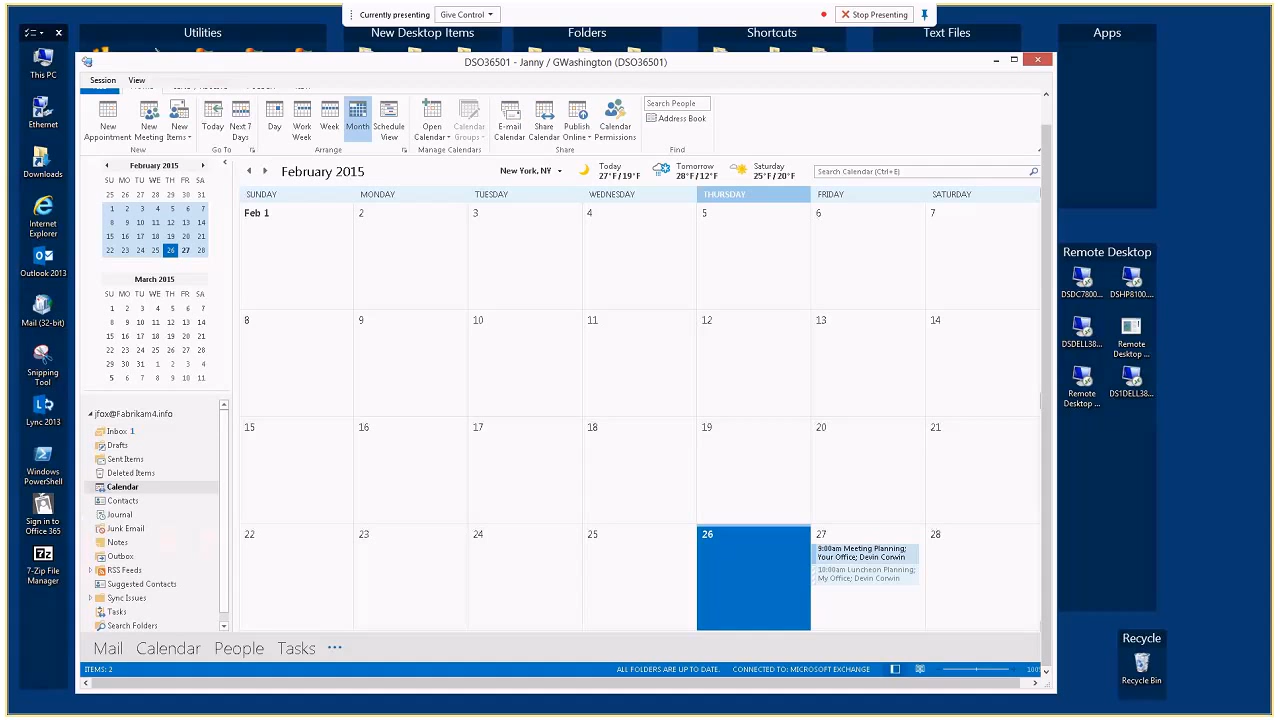 Currently presenting Give Control Stop Presenting
Utilities New Desktop Items Folders Shortcuts Text Files Apps
This PC
Ethernet
Downloads
Internet
Explorer
Outlook 2013
Mail (32-bit)
Snipping
Tool
Lync 2013
Windows
PowerShell
Sign in to
Office 365
7-Zip File
Manager
DSO36501 - Janny / GWashington (DSO36501)
Session View
New
Appointment
New
Meeting
New
Items
Today
Next 7
Days
Day
Work
Week
Week
Month
Schedule
View
Open
Calendar
Calendar
Groups
E-mail
Calendar
Share
Calendar
Publish
Online
Calendar
Permissions
Search People
Address Book
New Go To Arrange Manage Calendars Share Find
February 2015
SU MO TU WE TH FR SA
25 26 27 28 29 30 31
1 2 3 4 5 6 7
8 9 10 11 12 13 14
15 16 17 18 19 20 21
22 23 24 25 26 27 28
March 2015
SU MO TU WE TH FR SA
1 2 3 4 5 6 7
8 9 10 11 12 13 14
15 16 17 18 19 20 21
22 23 24 25 26 27 28
29 30 31 1 2 3 4
5 6 7 8 9 10 11
jfox@Fabrikam4.info
Inbox 1
Drafts
Sent Items
Deleted Items
Calendar
Contacts
Journal
Junk Email
Notes
Outbox
RSS Feeds
Suggested Contacts
Sync Issues
Tasks
Search Folders
February 2015
New York, NY
Today
27°F/19°F
Tomorrow
28°F/12°F
Saturday
25°F/20°F
Search Calendar (Ctrl+E)
SUNDAY MONDAY TUESDAY WEDNESDAY THURSDAY FRIDAY SATURDAY
Feb 1 2 3 4 5 6 7
8 9 10 11 12 13 14
15 16 17 18 19 20 21
22 23 24 25 26 27 28
9:00am Meeting Planning;
Your Office; Devin Corwin
10:00am Luncheon Planning;
My Office; Devin Corwin
Mail Calendar People Tasks ...
ITEMS: 2 ALL FOLDERS ARE UP TO DATE. CONNECTED TO: MICROSOFT EXCHANGE 100
Remote Desktop
DSDC7800... DSHP8100....
DSDELL38...
Remote
Desktop ...
Remote
Desktop ...
DS1DELL38...
Recycle
Recycle Bin